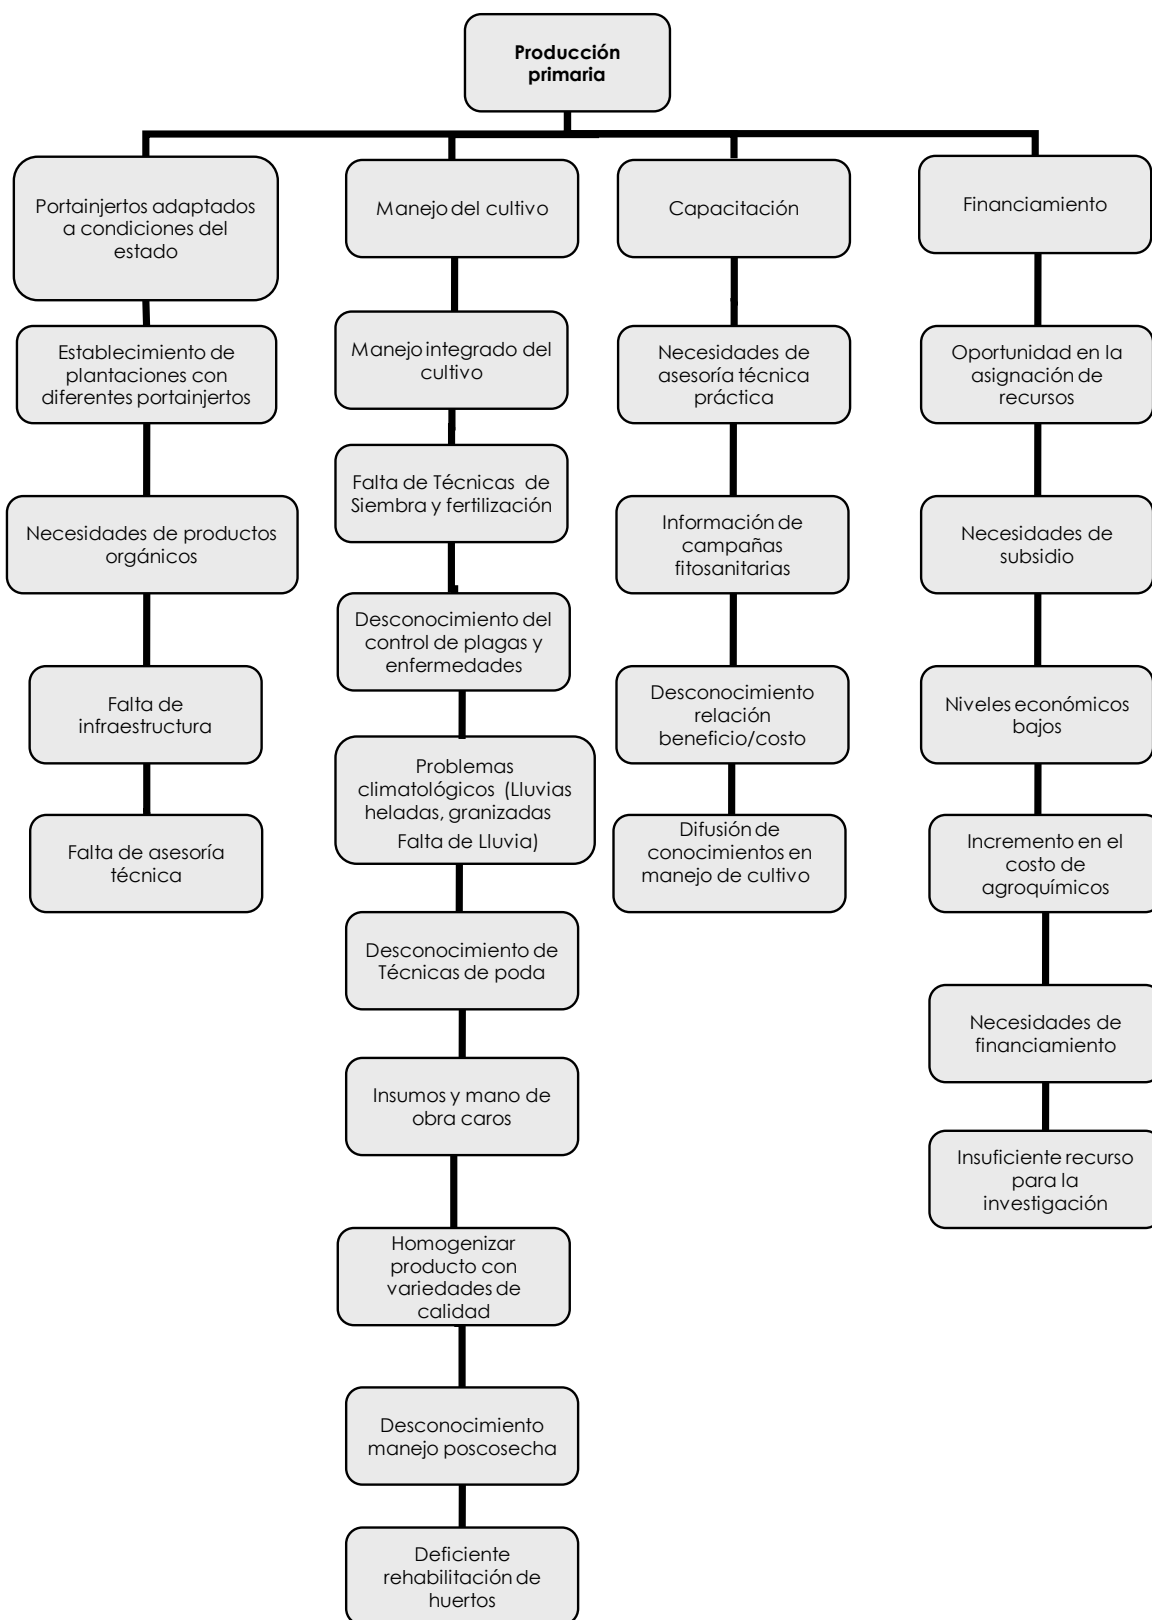 Producción
primaria
Portainjertos adaptados
a condiciones del
estado
Establecimiento de
plantaciones con
diferentes portainjertos
Necesidades de productos
orgánicos
Falta de
infraestructura
Falta de asesoría
técnica
Manejo del cultivo
Manejo integrado del
cultivo
Falta de Técnicas de
Siembra y fertilización
Desconocimiento del
control de plagas y
enfermedades
Problemas
climatológicos (Lluvias
heladas, granizadas
Falta de Lluvia)
Desconocimiento de
Técnicas de poda
Insumos y mano de
obra caros
Homogenizar
producto con
variedades de
calidad
Desconocimiento
manejo poscosecha
Deficiente
rehabilitación de
huertos
Capacitación
Necesidades de
asesoría técnica
práctica
Información de
campañas
fitosanitarias
Desconocimiento
relación
beneficio/costo
Difusión de
conocimientos en
manejo de cultivo
Financiamiento
Oportunidad en la
asignación de
recursos
Necesidades de
subsidio
Niveles económicos
bajos
Incremento en el
costo de
agroquímicos
Necesidades de
financiamiento
Insuficiente recurso
para la
investigación